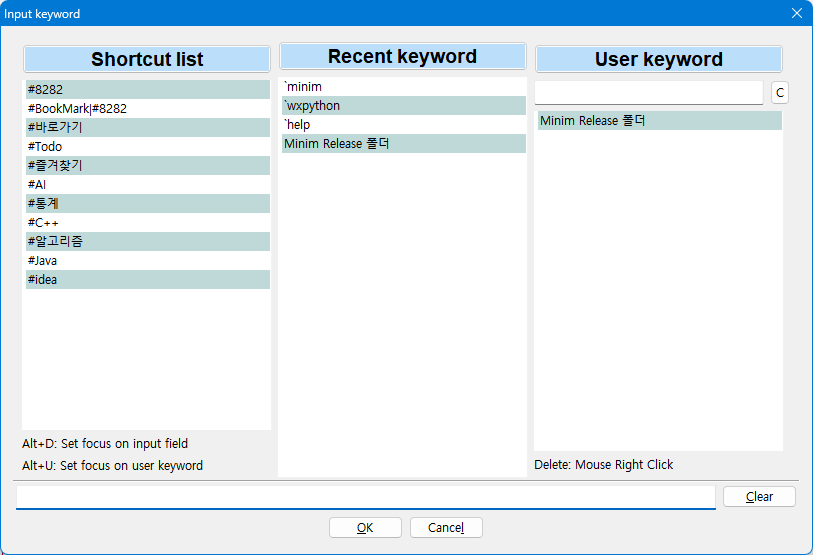 Input keyword
Shortcut list
#8282
#BookMark|#8282
#바로가기
#Todo
#즐겨찾기
#AI
#통계
#C++
#알고리즘
#Java
#idea
Alt+D: Set focus on input field
Alt+U: Set focus on user keyword
Recent keyword
`minim
`wxpython
`help
Minim Release 폴더
User keyword
C
Minim Release 폴더
Delete: Mouse Right Click
Clear
OK
Cancel